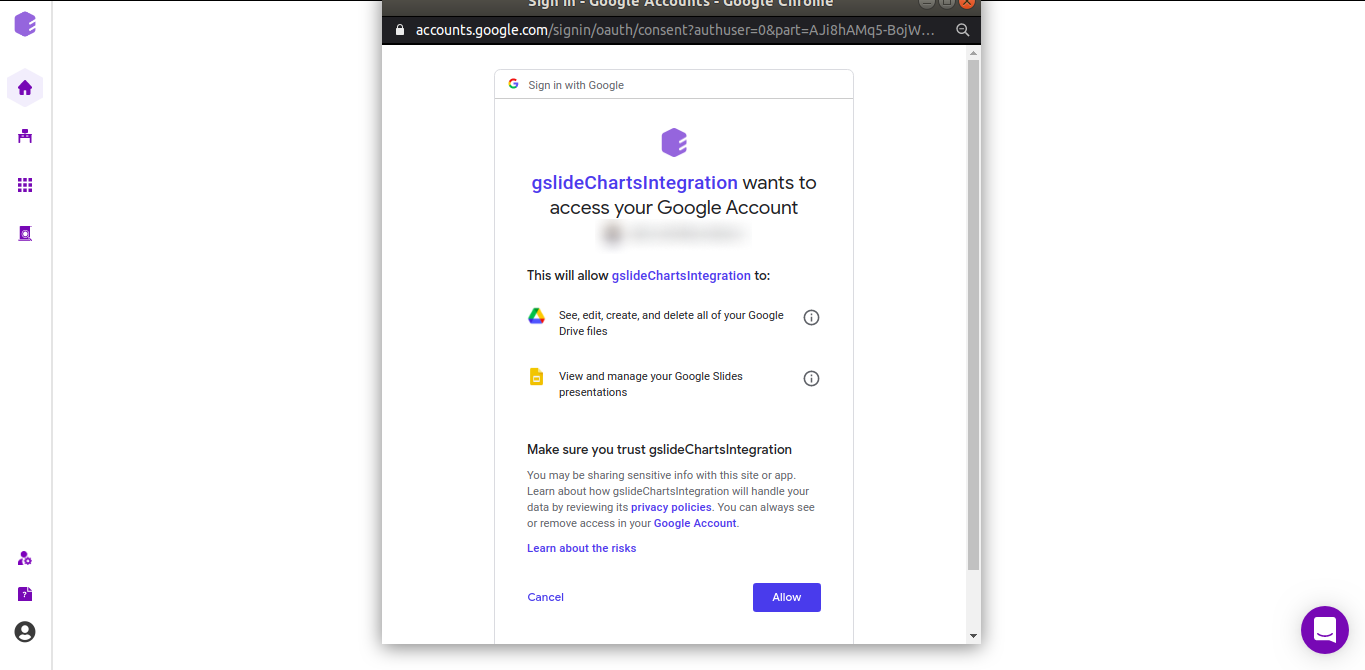 Sign in - Google Accounts - Google Chrome
accounts.google.com/signin/oauth/consent?authuser=0&part=AJi8hAMq5-BojW...
Sign in with Google
gslideChartsIntegration wants to
access your Google Account
This will allow gslideChartsIntegration to:
See, edit, create, and delete all of your Google
Drive files
View and manage your Google Slides
presentations
Make sure you trust gslideChartsIntegration
You may be sharing sensitive info with this site or app.
Learn about how gslideChartsIntegration will handle your
data by reviewing its privacy policies. You can always see
or remove access in your Google Account.
Learn about the risks
Cancel
Allow